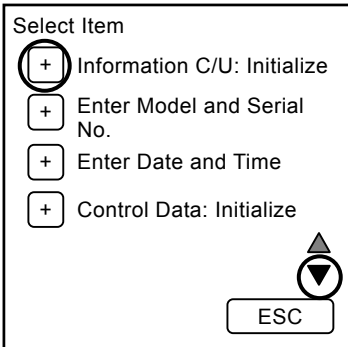 Select Item
+ Information C/U: Initialize
+ Enter Model and Serial
No.
+ Enter Date and Time
+ Control Data: Initialize
ESC